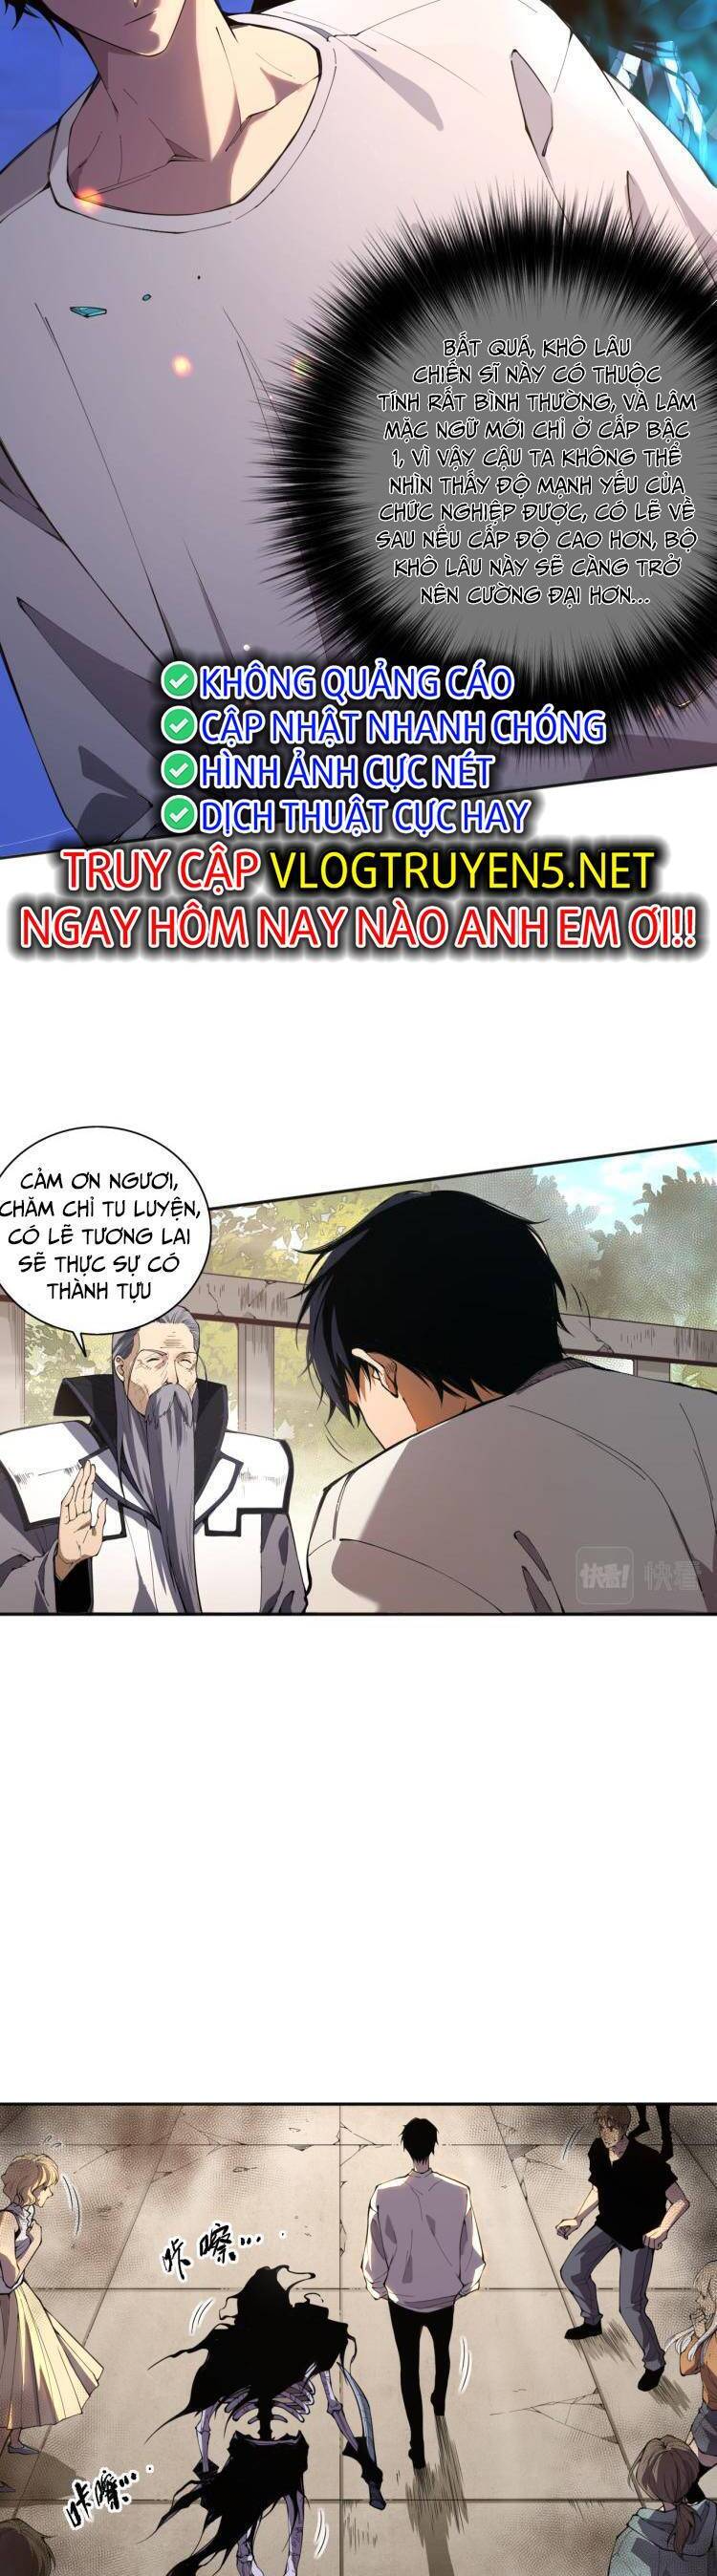 BẤT QUÁ, KHÔ LÂU
CHIẾN SĨ NÀY CÓ THUỘC
TÍNH RẤT BÌNH THƯỜNG, VÀ LÂM
MẶC NGỮ MỚI CHỈ Ở CẤP BẬC
1, VÌ VẬY CẬU TA KHÔNG THỂ
NHÌN THẤY ĐỘ MẠNH YẾU CỦA
CHỨC NGHIỆP ĐƯỢC, CÓ LẼ VỀ
SAU NẾU CẤP ĐỘ CAO HƠN, BỘ
KHÔ LÂU NÀY SẼ CÀNG TRỞ
NÊN CƯỜNG ĐẠI HƠN...
KHÔNG QUẢNG CÁO
CẬP NHẬT NHANH CHÓNG
HÌNH ẢNH CỰC NÉT
DỊCH THUẬT CỰC HAY
TRUY CẬP VLOGTRUYEN5.NET
NGAY HÔM NAY NÀO ANH EM ƠI!!
CẢM ƠN NGƯƠI,
CHĂM CHỈ TU LUYỆN,
CÓ LẼ TƯƠNG LAI
SẼ THỰC SỰ CÓ
THÀNH TỰU
快看! 快看
咔嚓...
咔嚓...